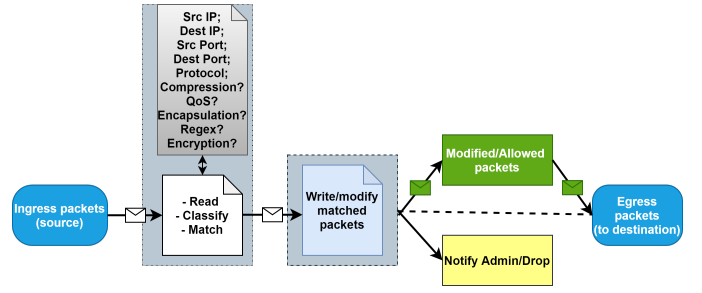 Src IP;
Dest IP;
Src Port;
Dest Port;
Protocol;
Compression?
QoS?
Encapsulation?
Regex?
Encryption?
Ingress packets
(source)
- Read
- Classify
- Match
Write/modify
matched
packets
Modified/Allowed
packets
Notify Admin/Drop
Egress
packets
(to destination)